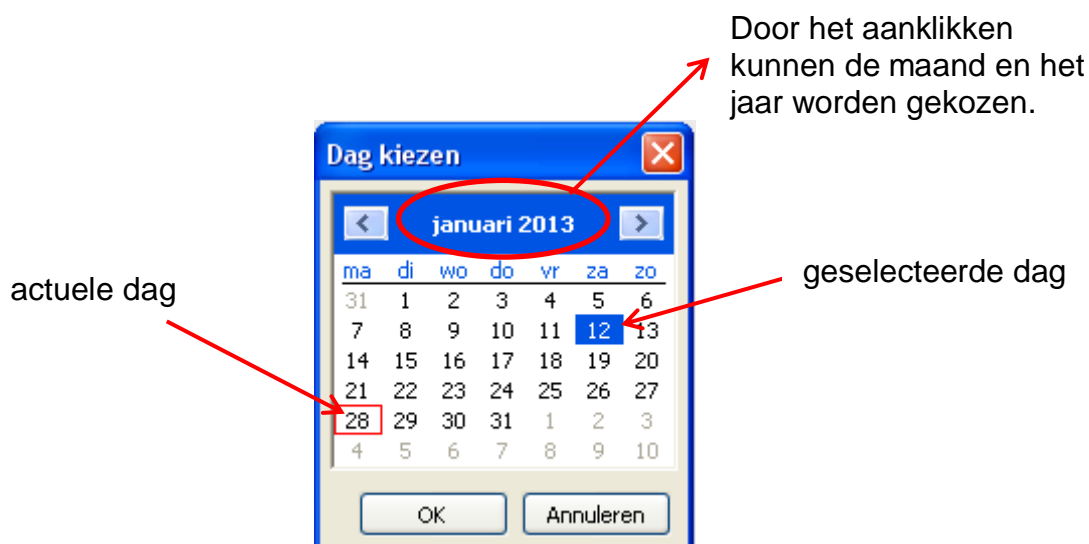 Door het aanklikken
kunnen de maand en het
jaar worden gekozen.
Dag kiezen
januari 2013
ma di wo do vr za zo
31 1 2 3 4 5 6
7 8 9 10 11 12 13
14 15 16 17 18 19 20
21 22 23 24 25 26 27
28 29 30 31 1 2 3
4 5 6 7 8 9 10
actuele dag
geselecteerde dag
OK Annuleren